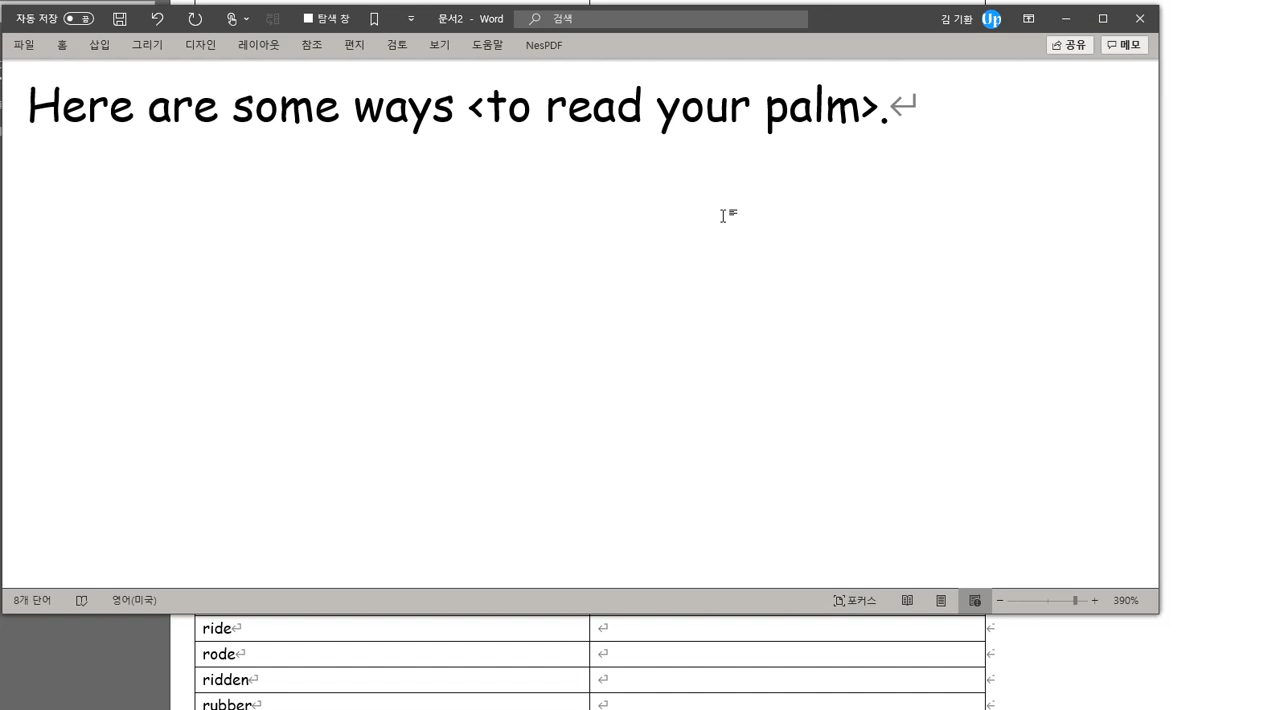 자동 저장 끔 탐색 창 문서2 - Word 검색 김 기환 Up
파일 홈 삽입 그리기 디자인 레이아웃 참조 편지 검토 보기 도움말 NesPDF 공유 메모
Here are some ways <to read your palm>.
8개 단어 영어(미국) 포커스 390%
ride
rode
ridden
rubber